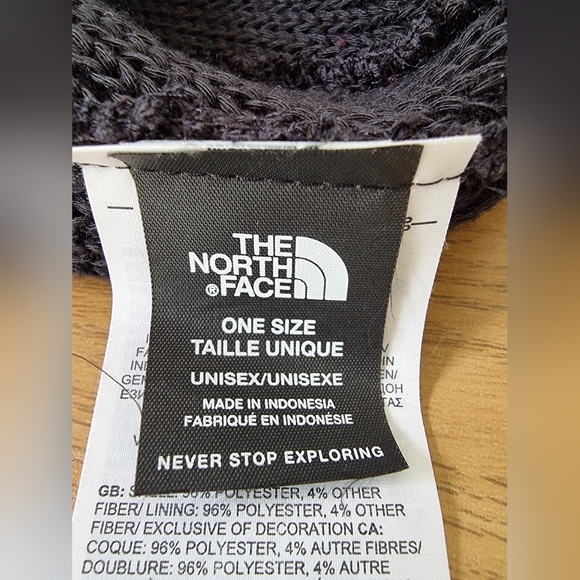 THE
NORTH
®FACE
ONE SIZE
TAILLE UNIQUE
UNISEX/UNISEXE
MADE IN INDONESIA
FABRIQUÉ EN INDONÉSIE
NEVER STOP EXPLORING
GB: SHELL: 96% POLYESTER, 4% OTHER
FIBER/ LINING: 96% POLYESTER, 4% OTHER
FIBER/ EXCLUSIVE OF DECORATION CA:
COQUE: 96% POLYESTER, 4% AUTRE FIBRES/
DOUBLURE: 96% POLYESTER, 4% AUTRE